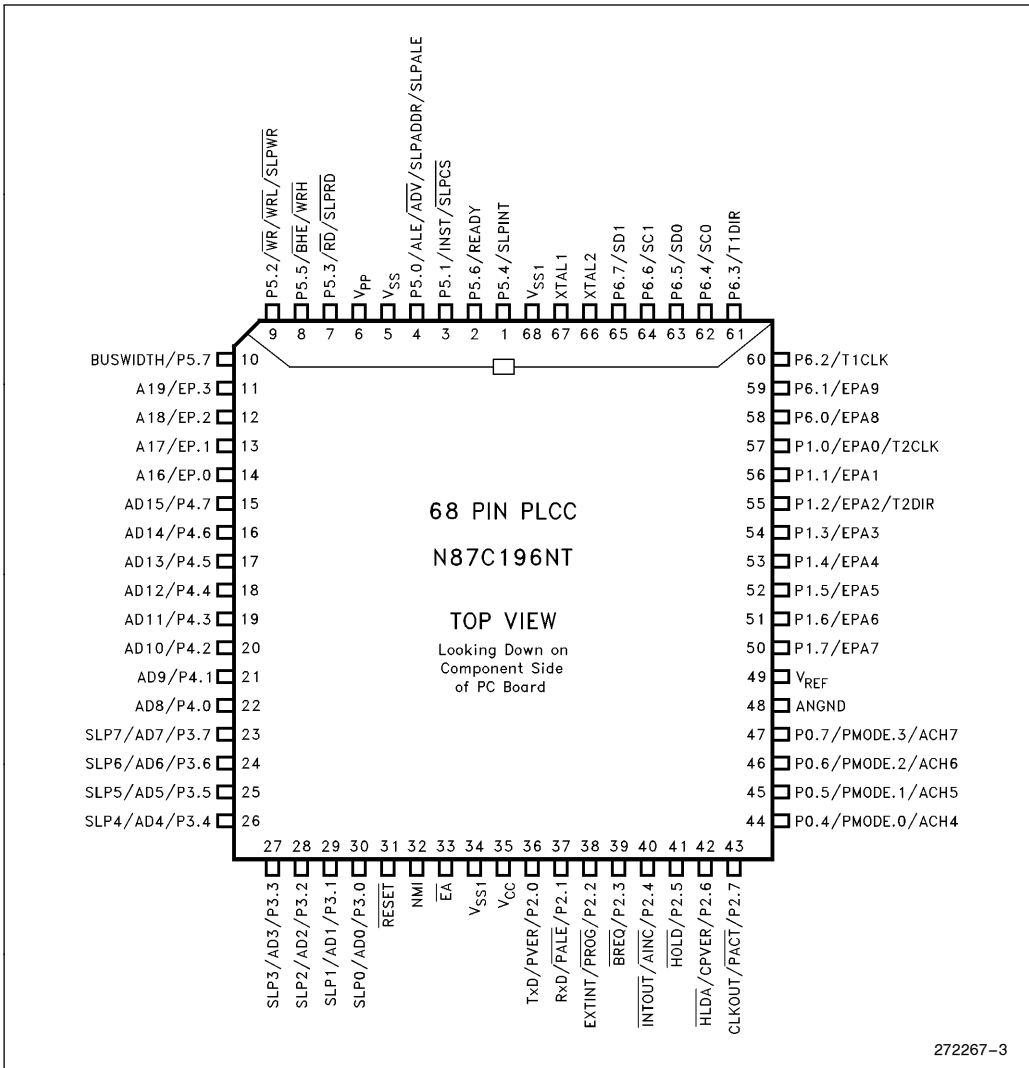 P5.2/WR/WRL/SLPWR
P5.5/BHE/WRH
P5.3/RD/SLPRD
VPP
VSS
P5.0/ALE/ADV/SLPADDR/SLPALE
P5.1/INST/SLPCS
P5.6/READY
P5.4/SLPINT
VSS1
XTAL1
XTAL2
P6.7/SD1
P6.6/SC1
P6.5/SD0
P6.4/SC0
P6.3/T1DIR
9 8 7 6 5 4 3 2 1 68 67 66 65 64 63 62 61
BUSWIDTH/P5.7 10
A19/EP.3 11
A18/EP.2 12
A17/EP.1 13
A16/EP.0 14
AD15/P4.7 15
AD14/P4.6 16
AD13/P4.5 17
AD12/P4.4 18
AD11/P4.3 19
AD10/P4.2 20
AD9/P4.1 21
AD8/P4.0 22
SLP7/AD7/P3.7 23
SLP6/AD6/P3.6 24
SLP5/AD5/P3.5 25
SLP4/AD4/P3.4 26
68 PIN PLCC
N87C196NT
TOP VIEW
Looking Down on
Component Side
of PC Board
60 P6.2/T1CLK
59 P6.1/EPA9
58 P6.0/EPA8
57 P1.0/EPA0/T2CLK
56 P1.1/EPA1
55 P1.2/EPA2/T2DIR
54 P1.3/EPA3
53 P1.4/EPA4
52 P1.5/EPA5
51 P1.6/EPA6
50 P1.7/EPA7
49 VREF
48 ANGND
47 P0.7/PMODE.3/ACH7
46 P0.6/PMODE.2/ACH6
45 P0.5/PMODE.1/ACH5
44 P0.4/PMODE.0/ACH4
27 28 29 30 31 32 33 34 35 36 37 38 39 40 41 42 43
SLP3/AD3/P3.3
SLP2/AD2/P3.2
SLP1/AD1/P3.1
SLP0/AD0/P3.0
RESET
NMI
EA
VSS1
VCC
TxD/PVER/P2.0
RxD/PALE/P2.1
EXTINT/PROG/P2.2
BREQ/P2.3
INTOUT/AINC/P2.4
HOLD/P2.5
HLDA/CPVER/P2.6
CLKOUT/PACT/P2.7
272267-3